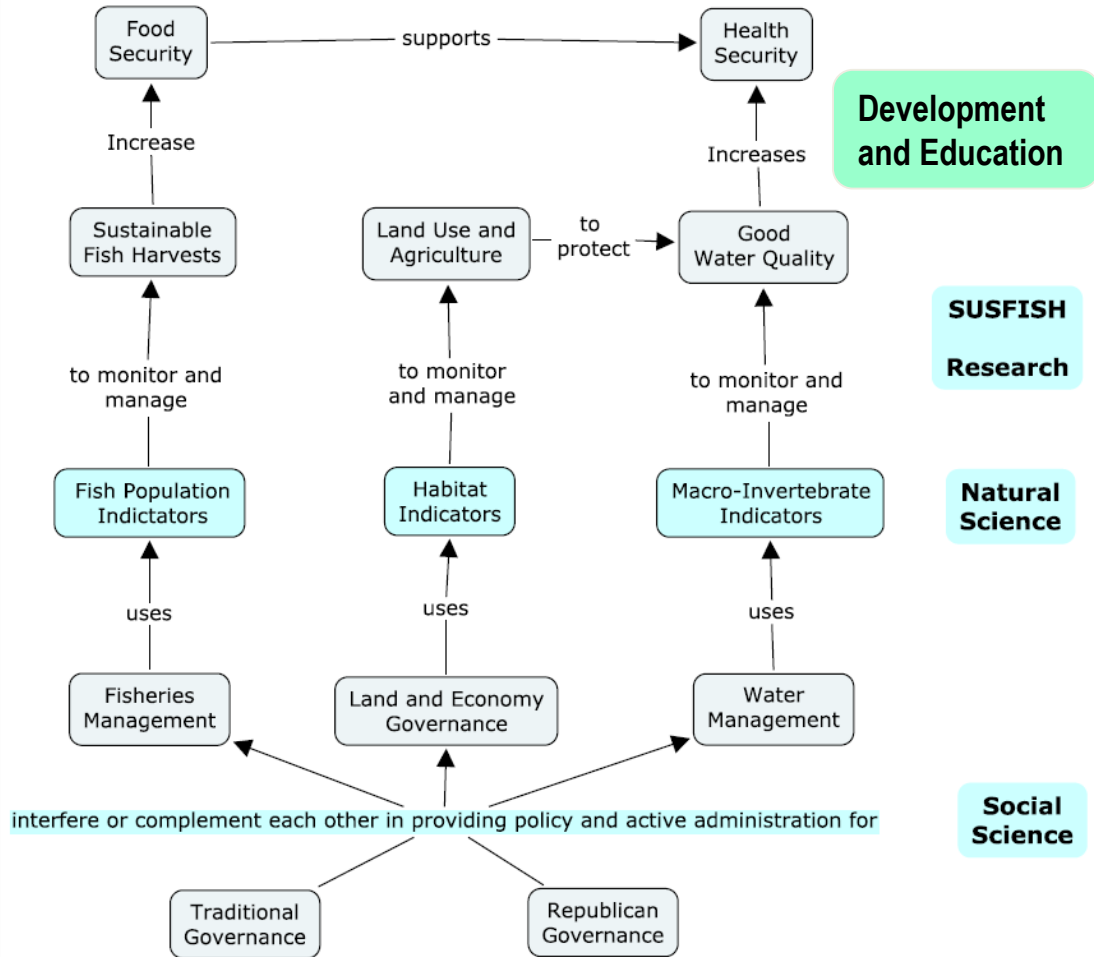 Food
Security
supports
Health
Security
Development
and Education
Increase
Increases
Sustainable
Fish Harvests
Land Use and
Agriculture
to
protect
Good
Water Quality
SUSFISH
Research
to monitor and
manage
to monitor
and manage
to monitor and
manage
Fish Population
Indictators
Habitat
Indicators
Macro-Invertebrate
Indicators
Natural
Science
uses
uses
uses
Fisheries
Management
Land and Economy
Governance
Water
Management
interfere or complement each other in providing policy and active administration for
Social
Science
Traditional
Governance
Republican
Governance